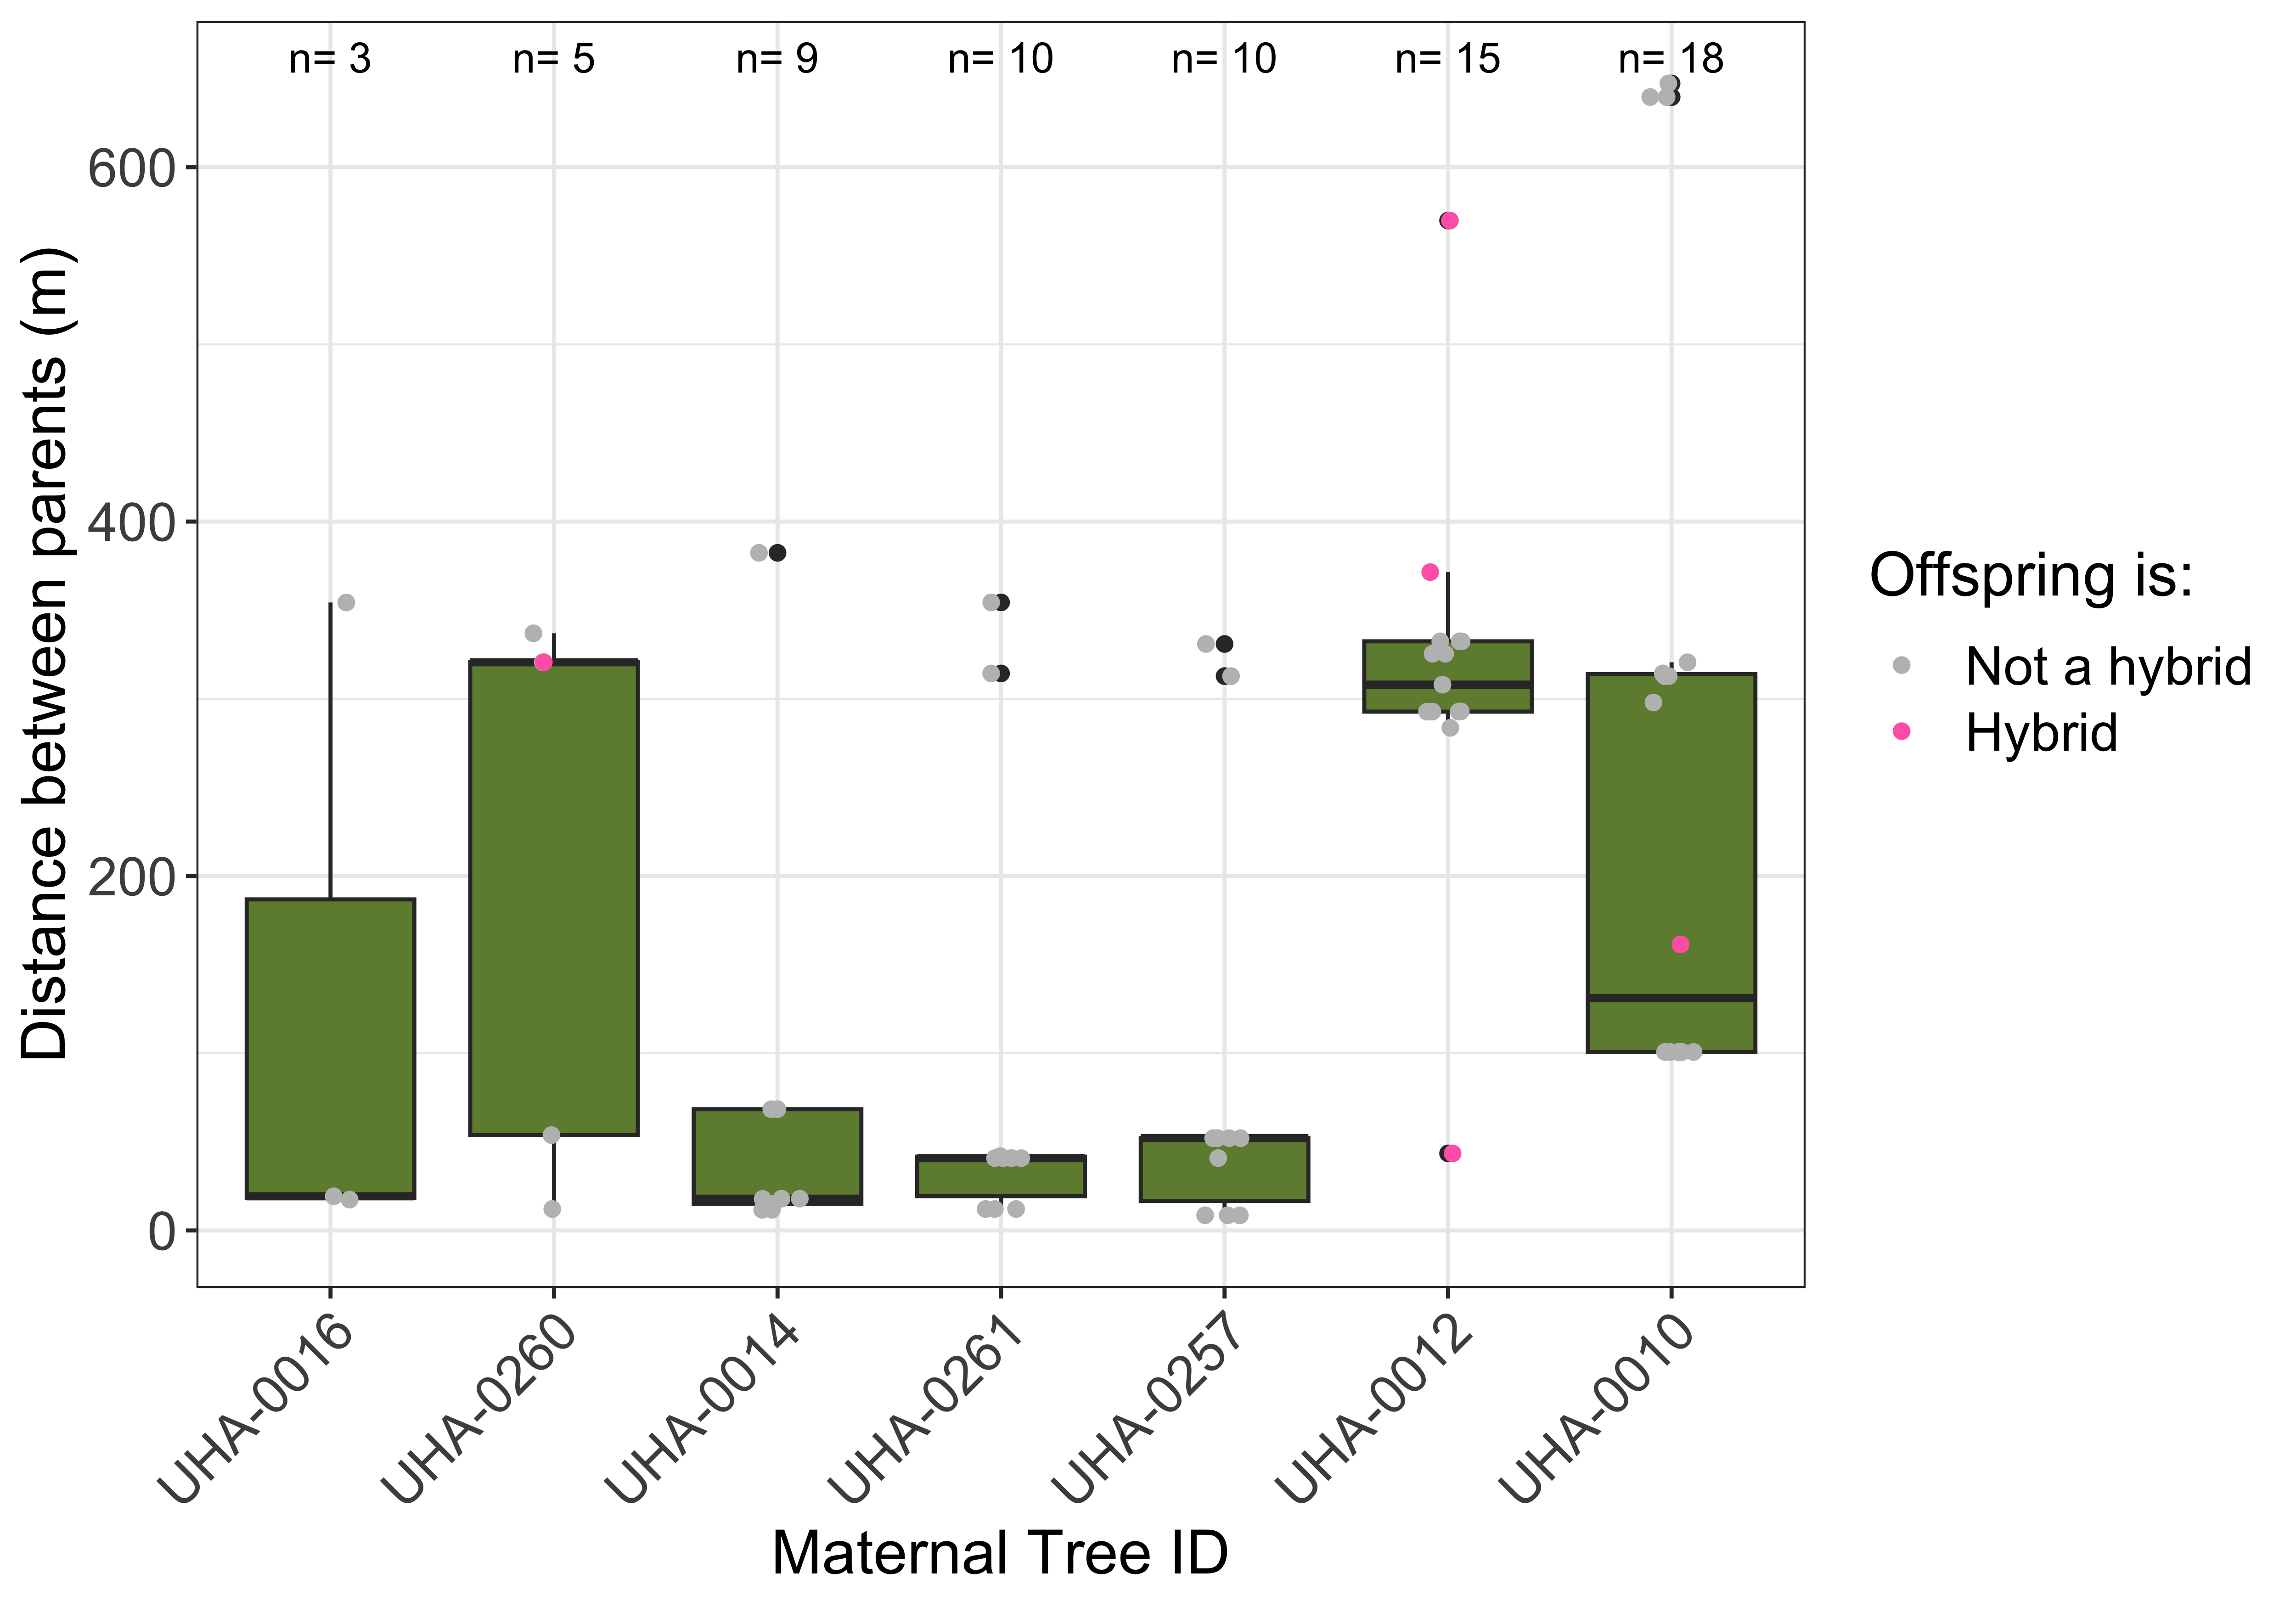 n= 3 n= 5 n= 9 n= 10 n= 10 n= 15 n= 18
Distance between parents (m)
600
400
200
0
UHA-0016 UHA-0260 UHA-0014 UHA-0261 UHA-0257 UHA-0012 UHA-0010
Maternal Tree ID
Offspring is:
Not a hybrid
Hybrid